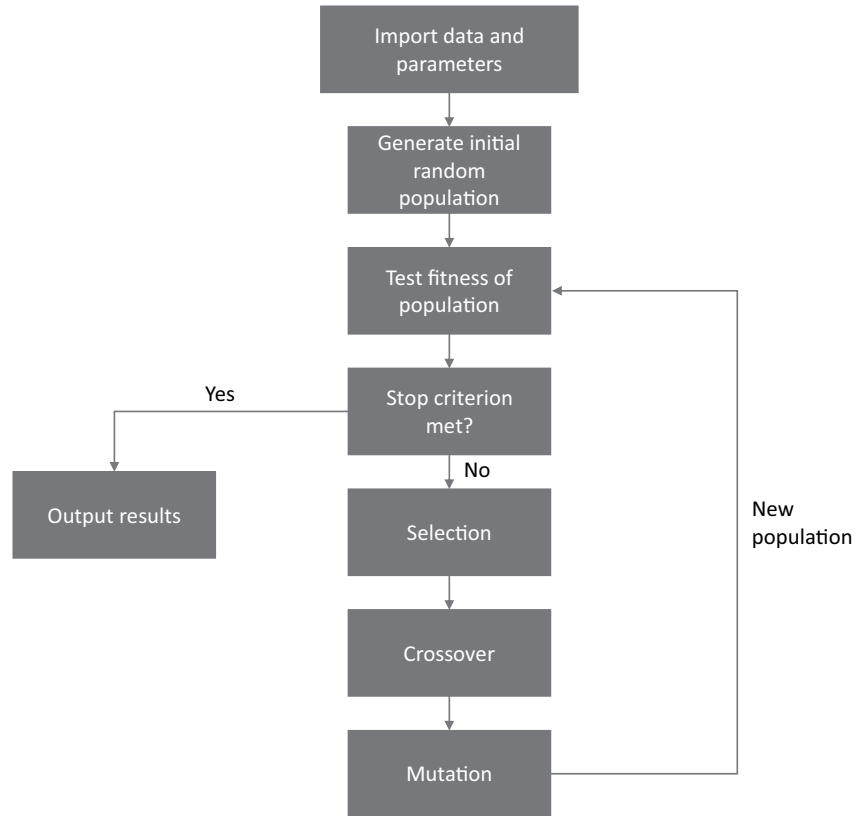 Import data and
parameters
Generate initial
random
population
Test fitness of
population
Yes
Stop criterion
met?
No
Output results
Selection
New
population
Crossover
Mutation